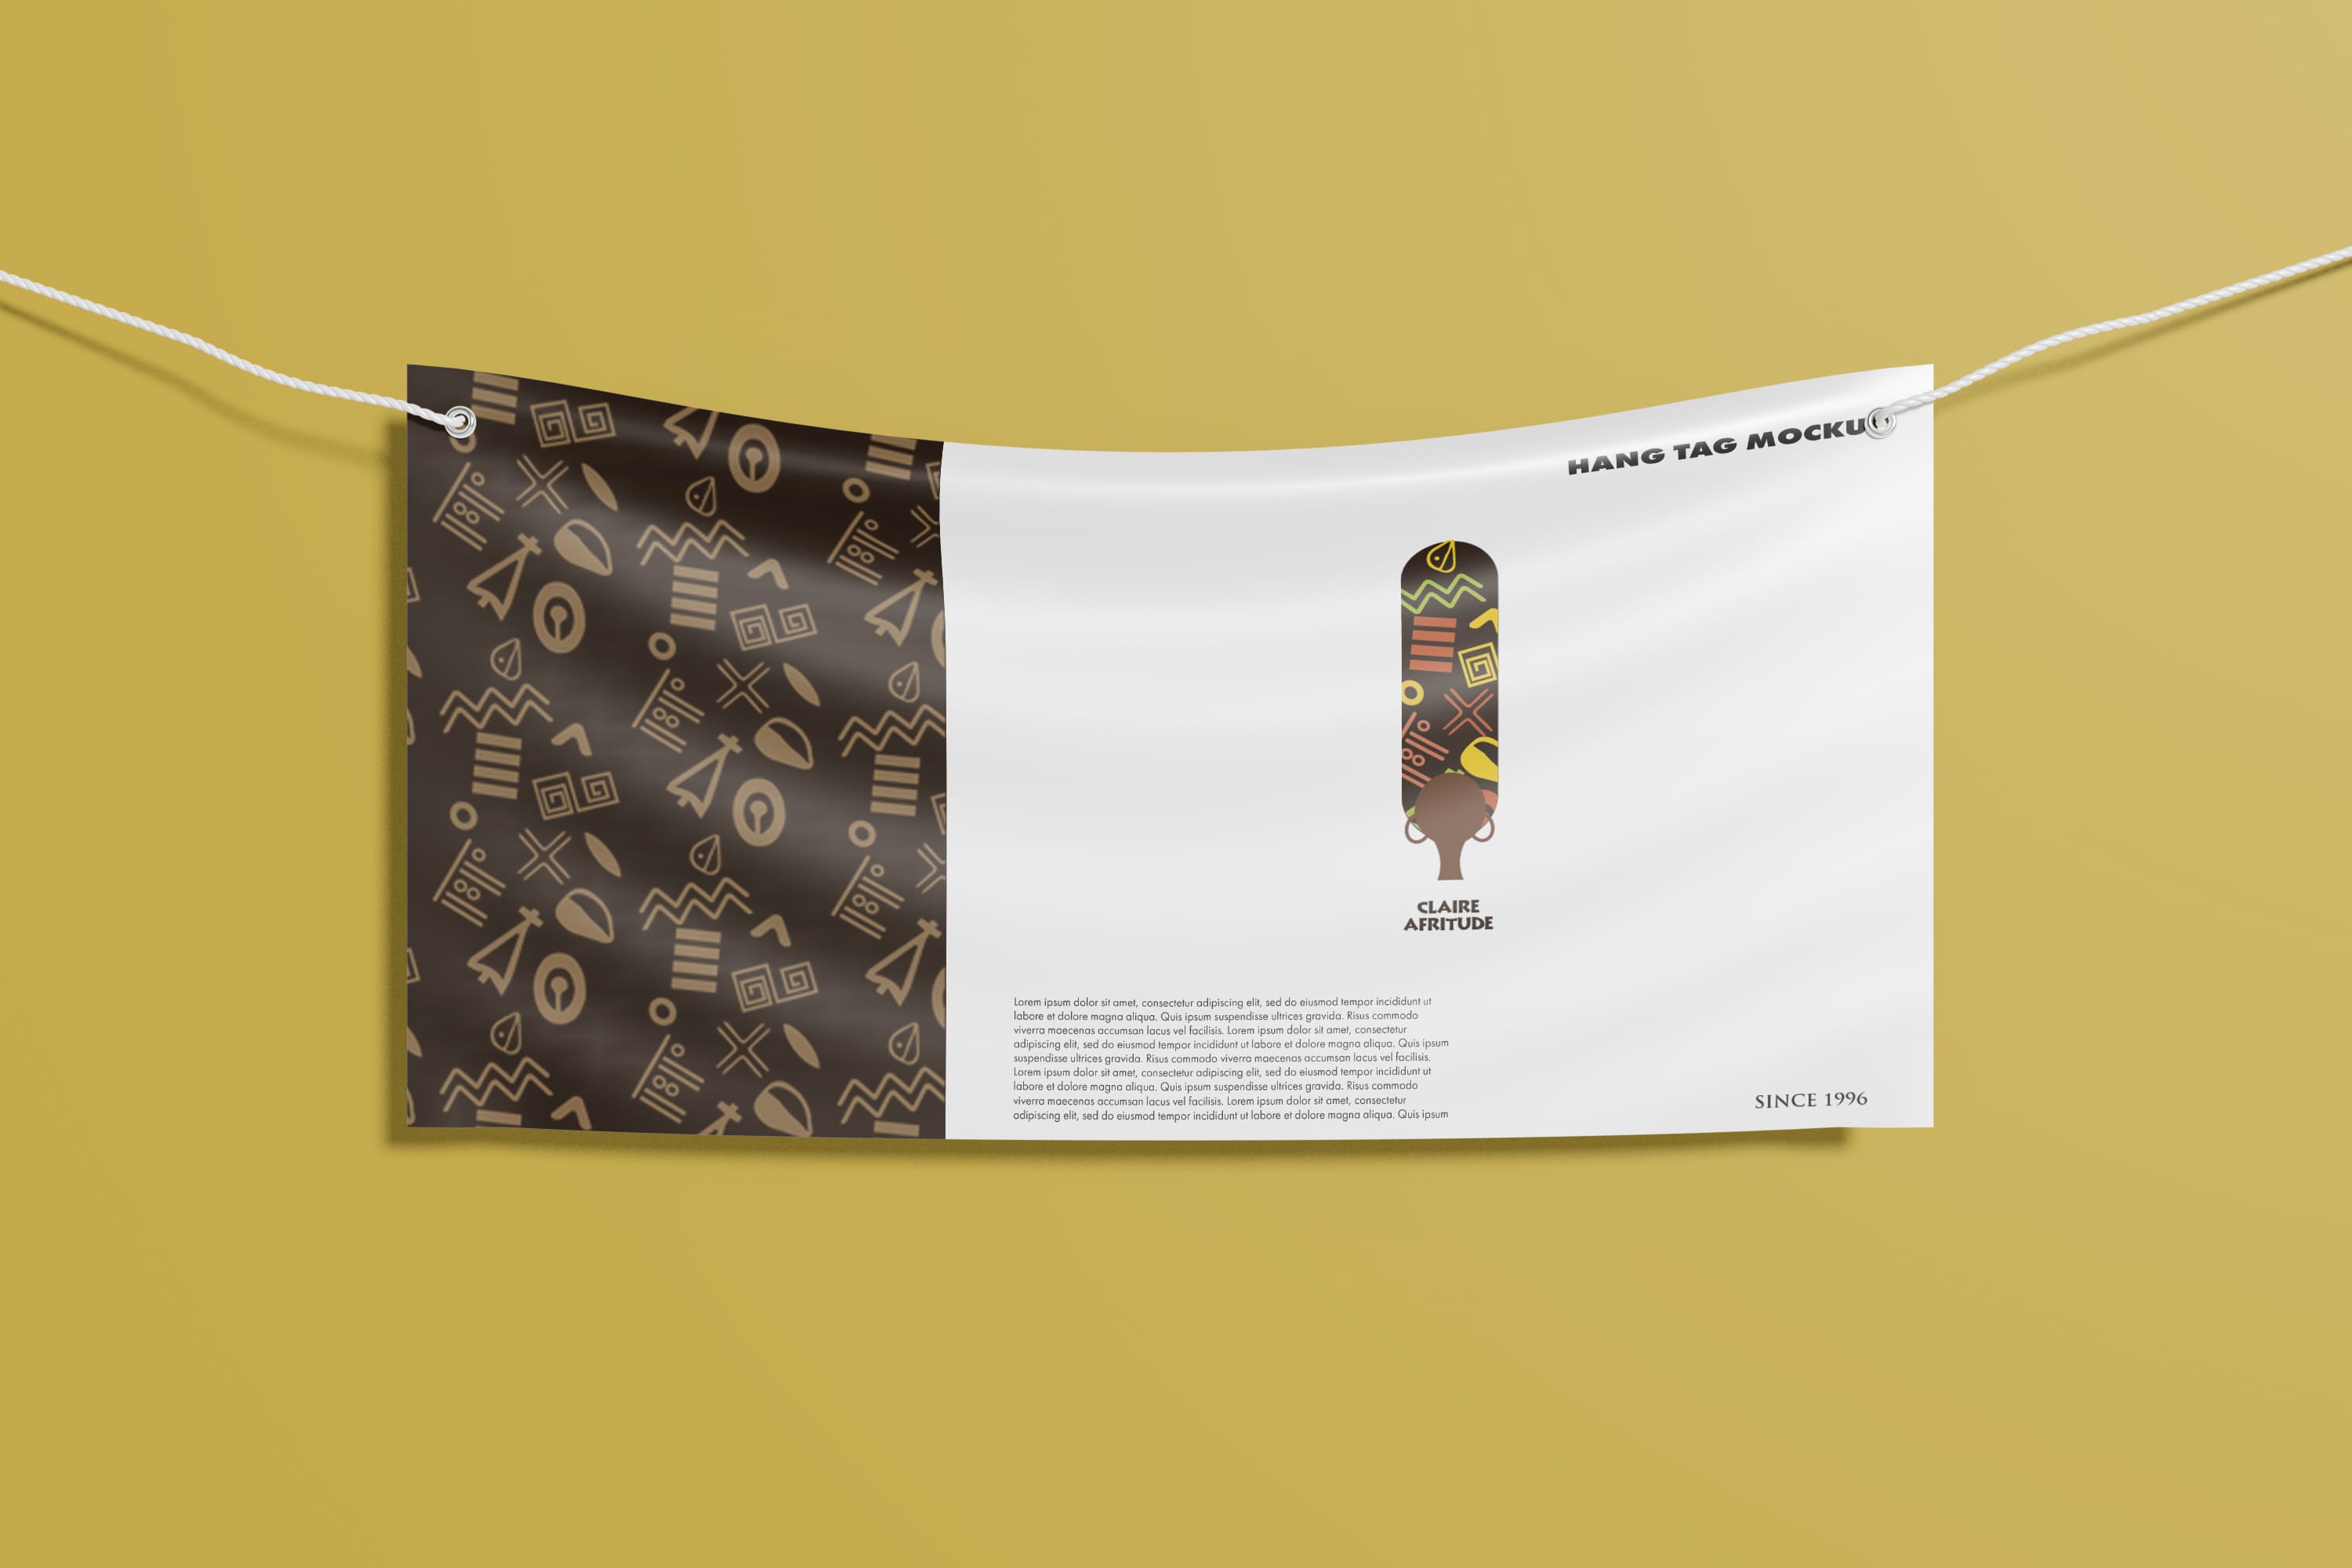 HANG TAG MOCKU
CLAIRE
AFRITUDE
Lorem ipsum dolor sit amet, consectetur adipiscing elit, sed do eiusmod tempor incididunt ut
labore et dolore magna aliqua. Quis ipsum suspendisse ultrices gravida. Risus commodo
viverra maecenas accumsan lacus vel facilisis. Lorem ipsum dolor sit amet, consectetur
adipiscing elit, sed do eiusmod tempor incididunt ut labore et dolore magna aliqua. Quis ipsum
suspendisse ultrices gravida. Risus commodo viverra maecenas accumsan lacus vel facilisis.
Lorem ipsum dolor sit amet, consectetur adipiscing elit, sed do eiusmod tempor incididunt ut
labore et dolore magna aliqua. Quis ipsum suspendisse ultrices gravida. Risus commodo
viverra maecenas accumsan lacus vel facilisis. Lorem ipsum dolor sit amet, consectetur
adipiscing elit, sed do eiusmod tempor incididunt ut labore et dolore magna aliqua. Quis ipsum
SINCE 1996